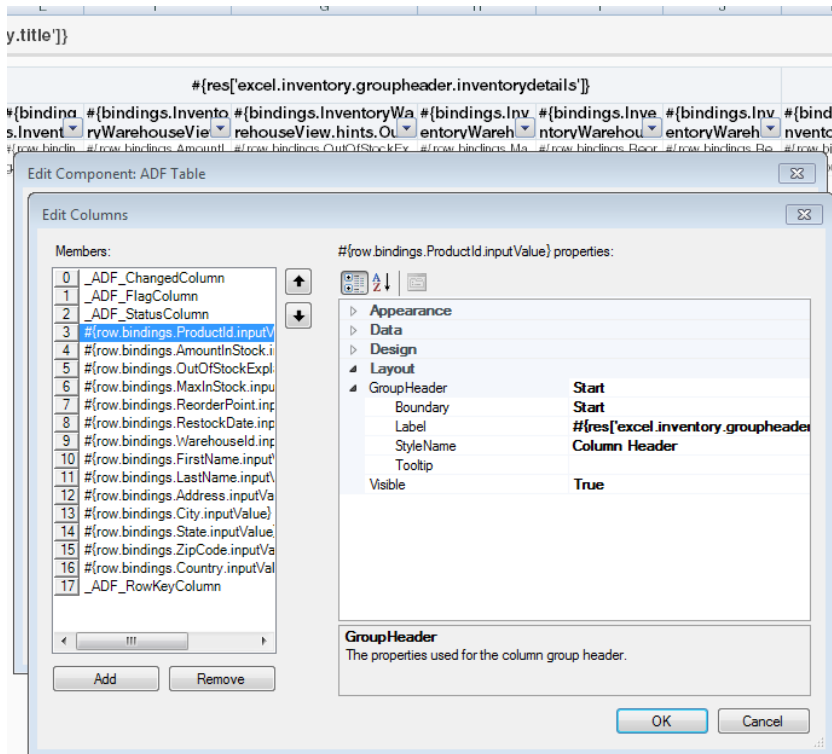 y.title']}
#{res['excel.inventory.groupheader.inventorydetails']}
#{binding #{bindings.Invento #{bindings.InventoryWa #{bindings.Inv #{bindings.Inve #{bindings.Inv #{bind
s.Invent ryWarehouseVie rehouseView.hints.Ou entoryWareh ntoryWarehou entoryWareh nvento
Edit Component: ADF Table
Edit Columns
Members:
#{row.bindings.ProductId.inputValue} properties:
0 _ADF_ChangedColumn
1 _ADF_FlagColumn
2 _ADF_StatusColumn
3 #{row.bindings.ProductId.inputV
4 #{row.bindings.AmountInStock.i
5 #{row.bindings.OutOfStockExpl
6 #{row.bindings.MaxInStock.inpu
7 #{row.bindings.ReorderPoint.inp
8 #{row.bindings.RestockDate.inp
9 #{row.bindings.WarehouseId.inp
10 #{row.bindings.FirstName.input
11 #{row.bindings.LastName.input
12 #{row.bindings.Address.inputVa
13 #{row.bindings.City.inputValue}
14 #{row.bindings.State.inputValue
15 #{row.bindings.ZipCode.inputVa
16 #{row.bindings.Country.inputVal
17 _ADF_RowKeyColumn
Appearance
Data
Design
Layout
GroupHeader Start
Boundary Start
Label #{res['excel.inventory.groupheader
StyleName Column Header
Tooltip
Visible True
GroupHeader
The properties used for the column group header.
Add Remove
OK Cancel